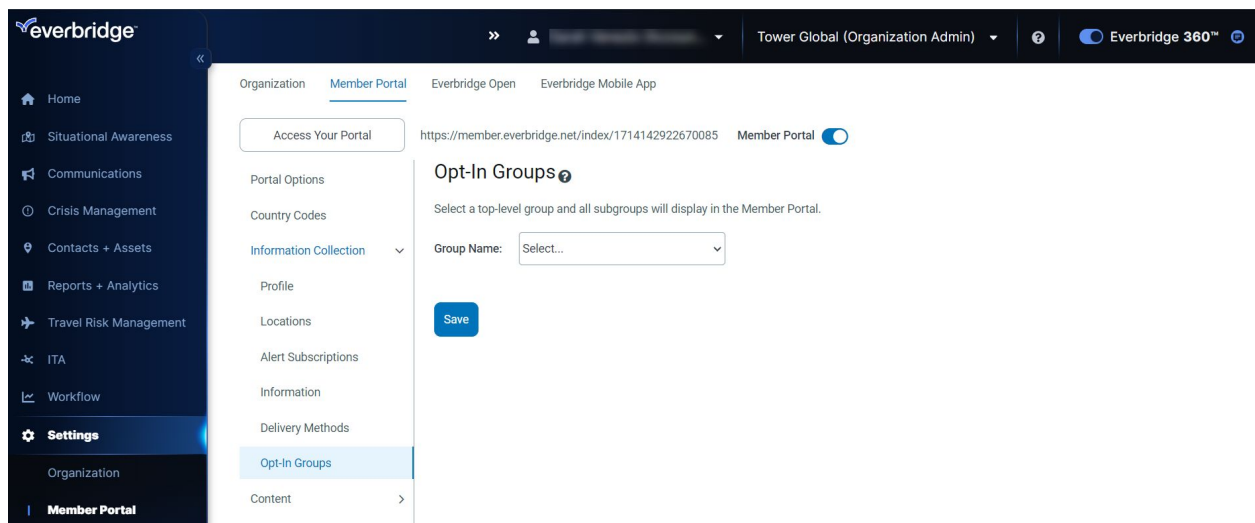 everbridge™
Tower Global (Organization Admin)
Everbridge 360™
Home
Situational Awareness
Communications
Crisis Management
Contacts + Assets
Reports + Analytics
Travel Risk Management
ITA
Workflow
Settings
Organization
Member Portal
Organization
Member Portal
Everbridge Open
Everbridge Mobile App
Access Your Portal
https://member.everbridge.net/index/1714142922670085
Member Portal
Portal Options
Country Codes
Information Collection
Profile
Locations
Alert Subscriptions
Information
Delivery Methods
Opt-In Groups
Content
Opt-In Groups
Select a top-level group and all subgroups will display in the Member Portal.
Group Name:
Select...
Save